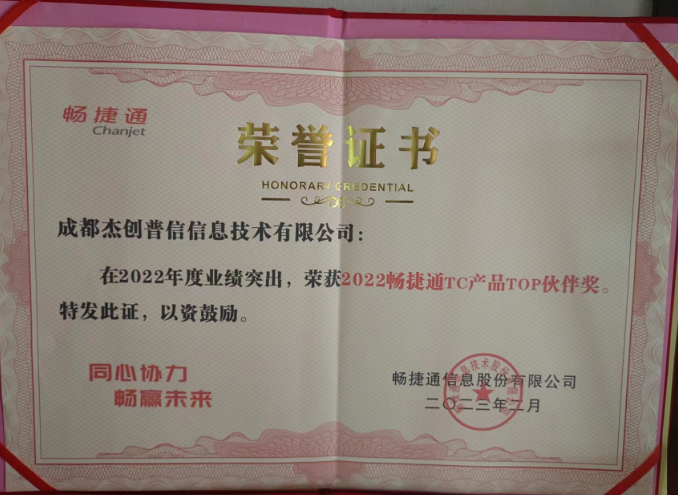 畅捷通
Chanjet
荣誉证书
HONORARY CREDENTIAL
成都杰创普信信息技术有限公司：
在2022年度业绩突出，荣获2022畅捷通TC产品TOP伙伴奖。
特发此证，以资鼓励。
同心协力
畅赢未来
畅捷通信息股份有限公司
二〇二三年二月